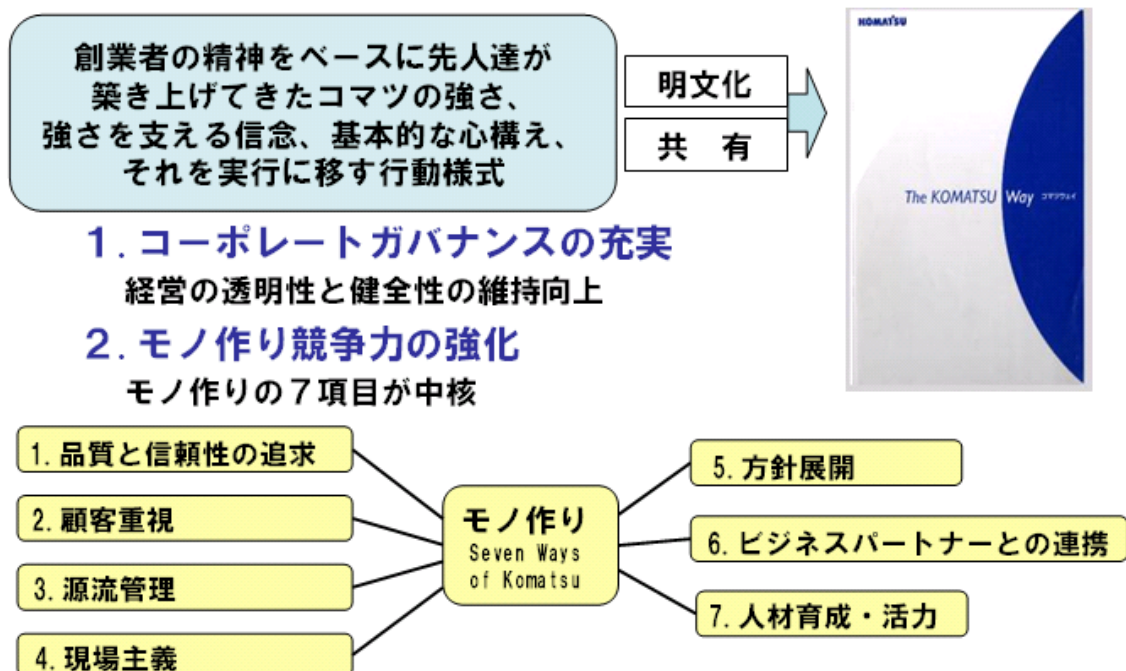 創業者の精神をベースに先人達が
築き上げてきたコマツの強さ、
強さを支える信念、基本的な心構え、
それを実行に移す行動様式
明文化
共 有
KOMATSU
The KOMATSU Way コマツウェイ
1. コーポレートガバナンスの充実
経営の透明性と健全性の維持向上
2. モノ作り競争力の強化
モノ作りの7項目が中核
1. 品質と信頼性の追求
2. 顧客重視
3. 源流管理
4. 現場主義
モノ作り
Seven Ways
of Komatsu
5. 方針展開
6. ビジネスパートナーとの連携
7. 人材育成・活力